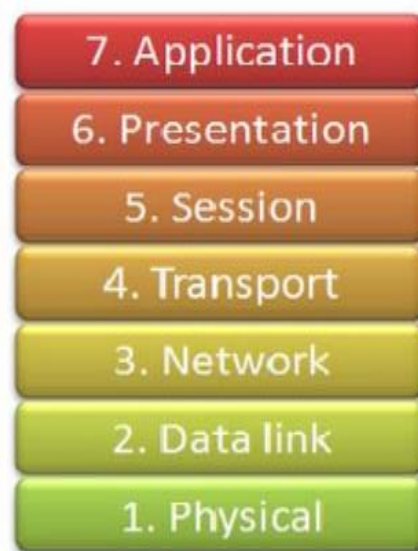 7. Application
6. Presentation
5. Session
4. Transport
3. Network
2. Data link
1. Physical